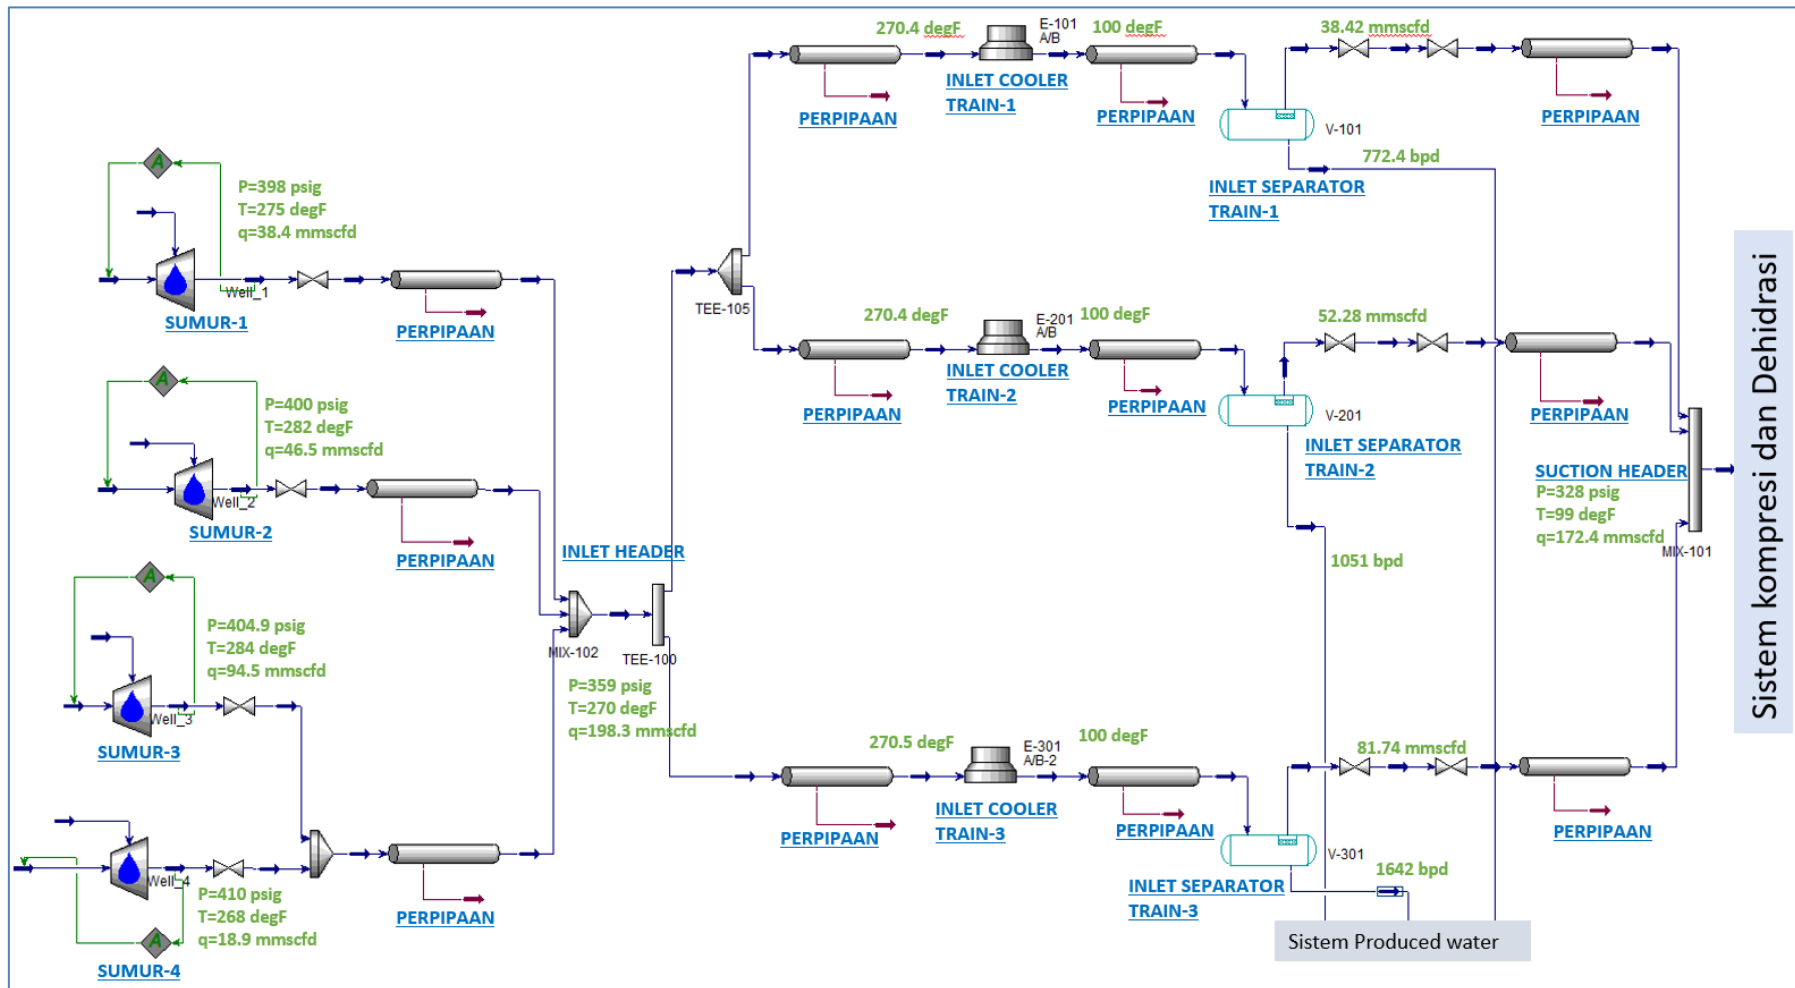 270.4 degF
E-101
A/B
100 degF
38.42 mmscfd
INLET COOLER
TRAIN-1
PERPIPAAN
PERPIPAAN
PERPIPAAN
V-101
772.4 bpd
INLET SEPARATOR
TRAIN-1
A
P=398 psig
T=275 degF
q=38.4 mmscfd
Well_1
SUMUR-1
PERPIPAAN
TEE-105
270.4 degF
E-201
A/B
100 degF
52.28 mmscfd
INLET COOLER
TRAIN-2
PERPIPAAN
PERPIPAAN
PERPIPAAN
V-201
INLET SEPARATOR
TRAIN-2
A
P=400 psig
T=282 degF
q=46.5 mmscfd
Well_2
SUMUR-2
PERPIPAAN
INLET HEADER
SUCTION HEADER
P=328 psig
T=99 degF
q=172.4 mmscfd
MIX-101
Sistem kompresi dan Dehidrasi
1051 bpd
A
P=404.9 psig
T=284 degF
q=94.5 mmscfd
Well_3
SUMUR-3
MIX-102
TEE-100
P=359 psig
T=270 degF
q=198.3 mmscfd
270.5 degF
E-301
A/B-2
100 degF
81.74 mmscfd
INLET COOLER
TRAIN-3
PERPIPAAN
PERPIPAAN
PERPIPAAN
V-301
1642 bpd
INLET SEPARATOR
TRAIN-3
Well_4
P=410 psig
T=268 degF
q=18.9 mmscfd
A
SUMUR-4
PERPIPAAN
Sistem Produced water